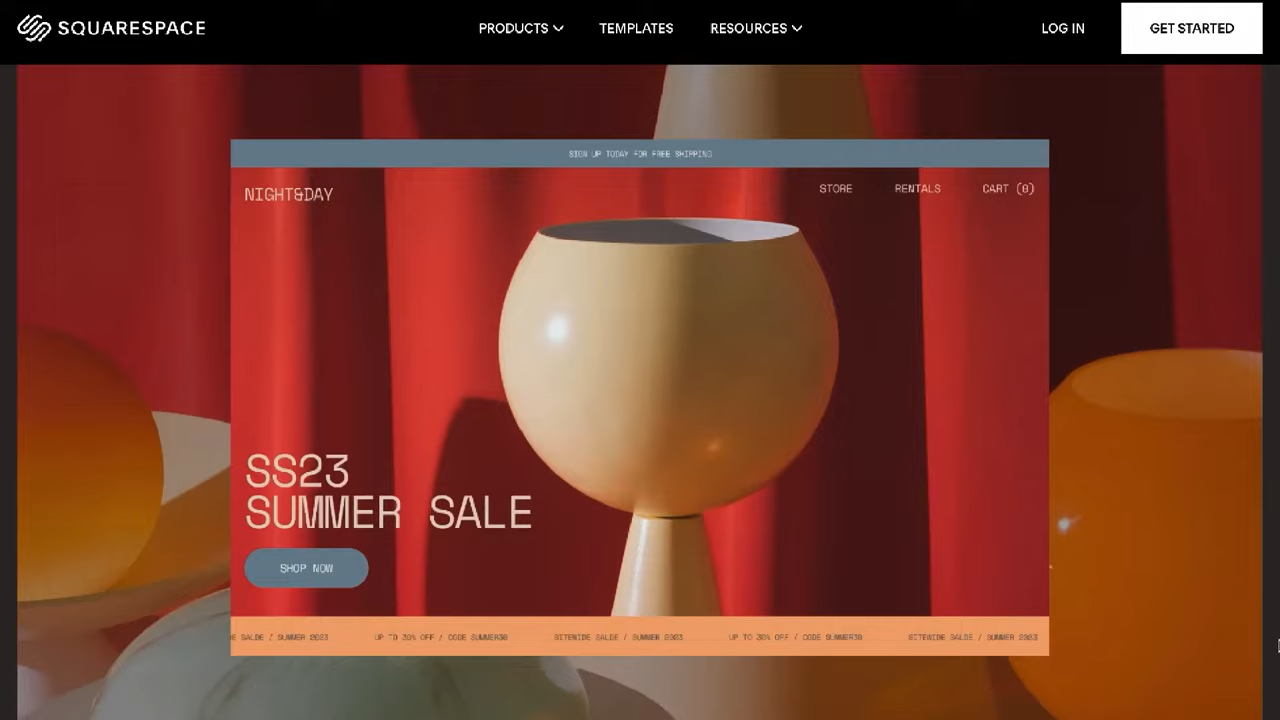 SQUARESPACE
PRODUCTS
TEMPLATES
RESOURCES
LOG IN
GET STARTED
SIGN UP TODAY FOR FREE SHIPPING
NIGHT&DAY
STORE
RENTALS
CART (0)
SS23
SUMMER SALE
SHOP NOW
E SALDE / SUMMER 2023 UP TO 30% OFF / CODE SUMMER30 SITEWIDE SALDE / SUMMER 2023 UP TO 30% OFF / CODE SUMMER30 SITEWIDE SALDE / SUMMER 2023